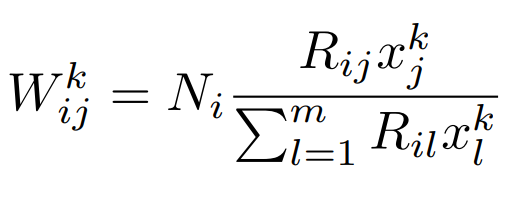 W_{ij}^{k} = N_i \frac{R_{ij} x_j^k}{\sum_{l=1}^{m} R_{il} x_l^k}